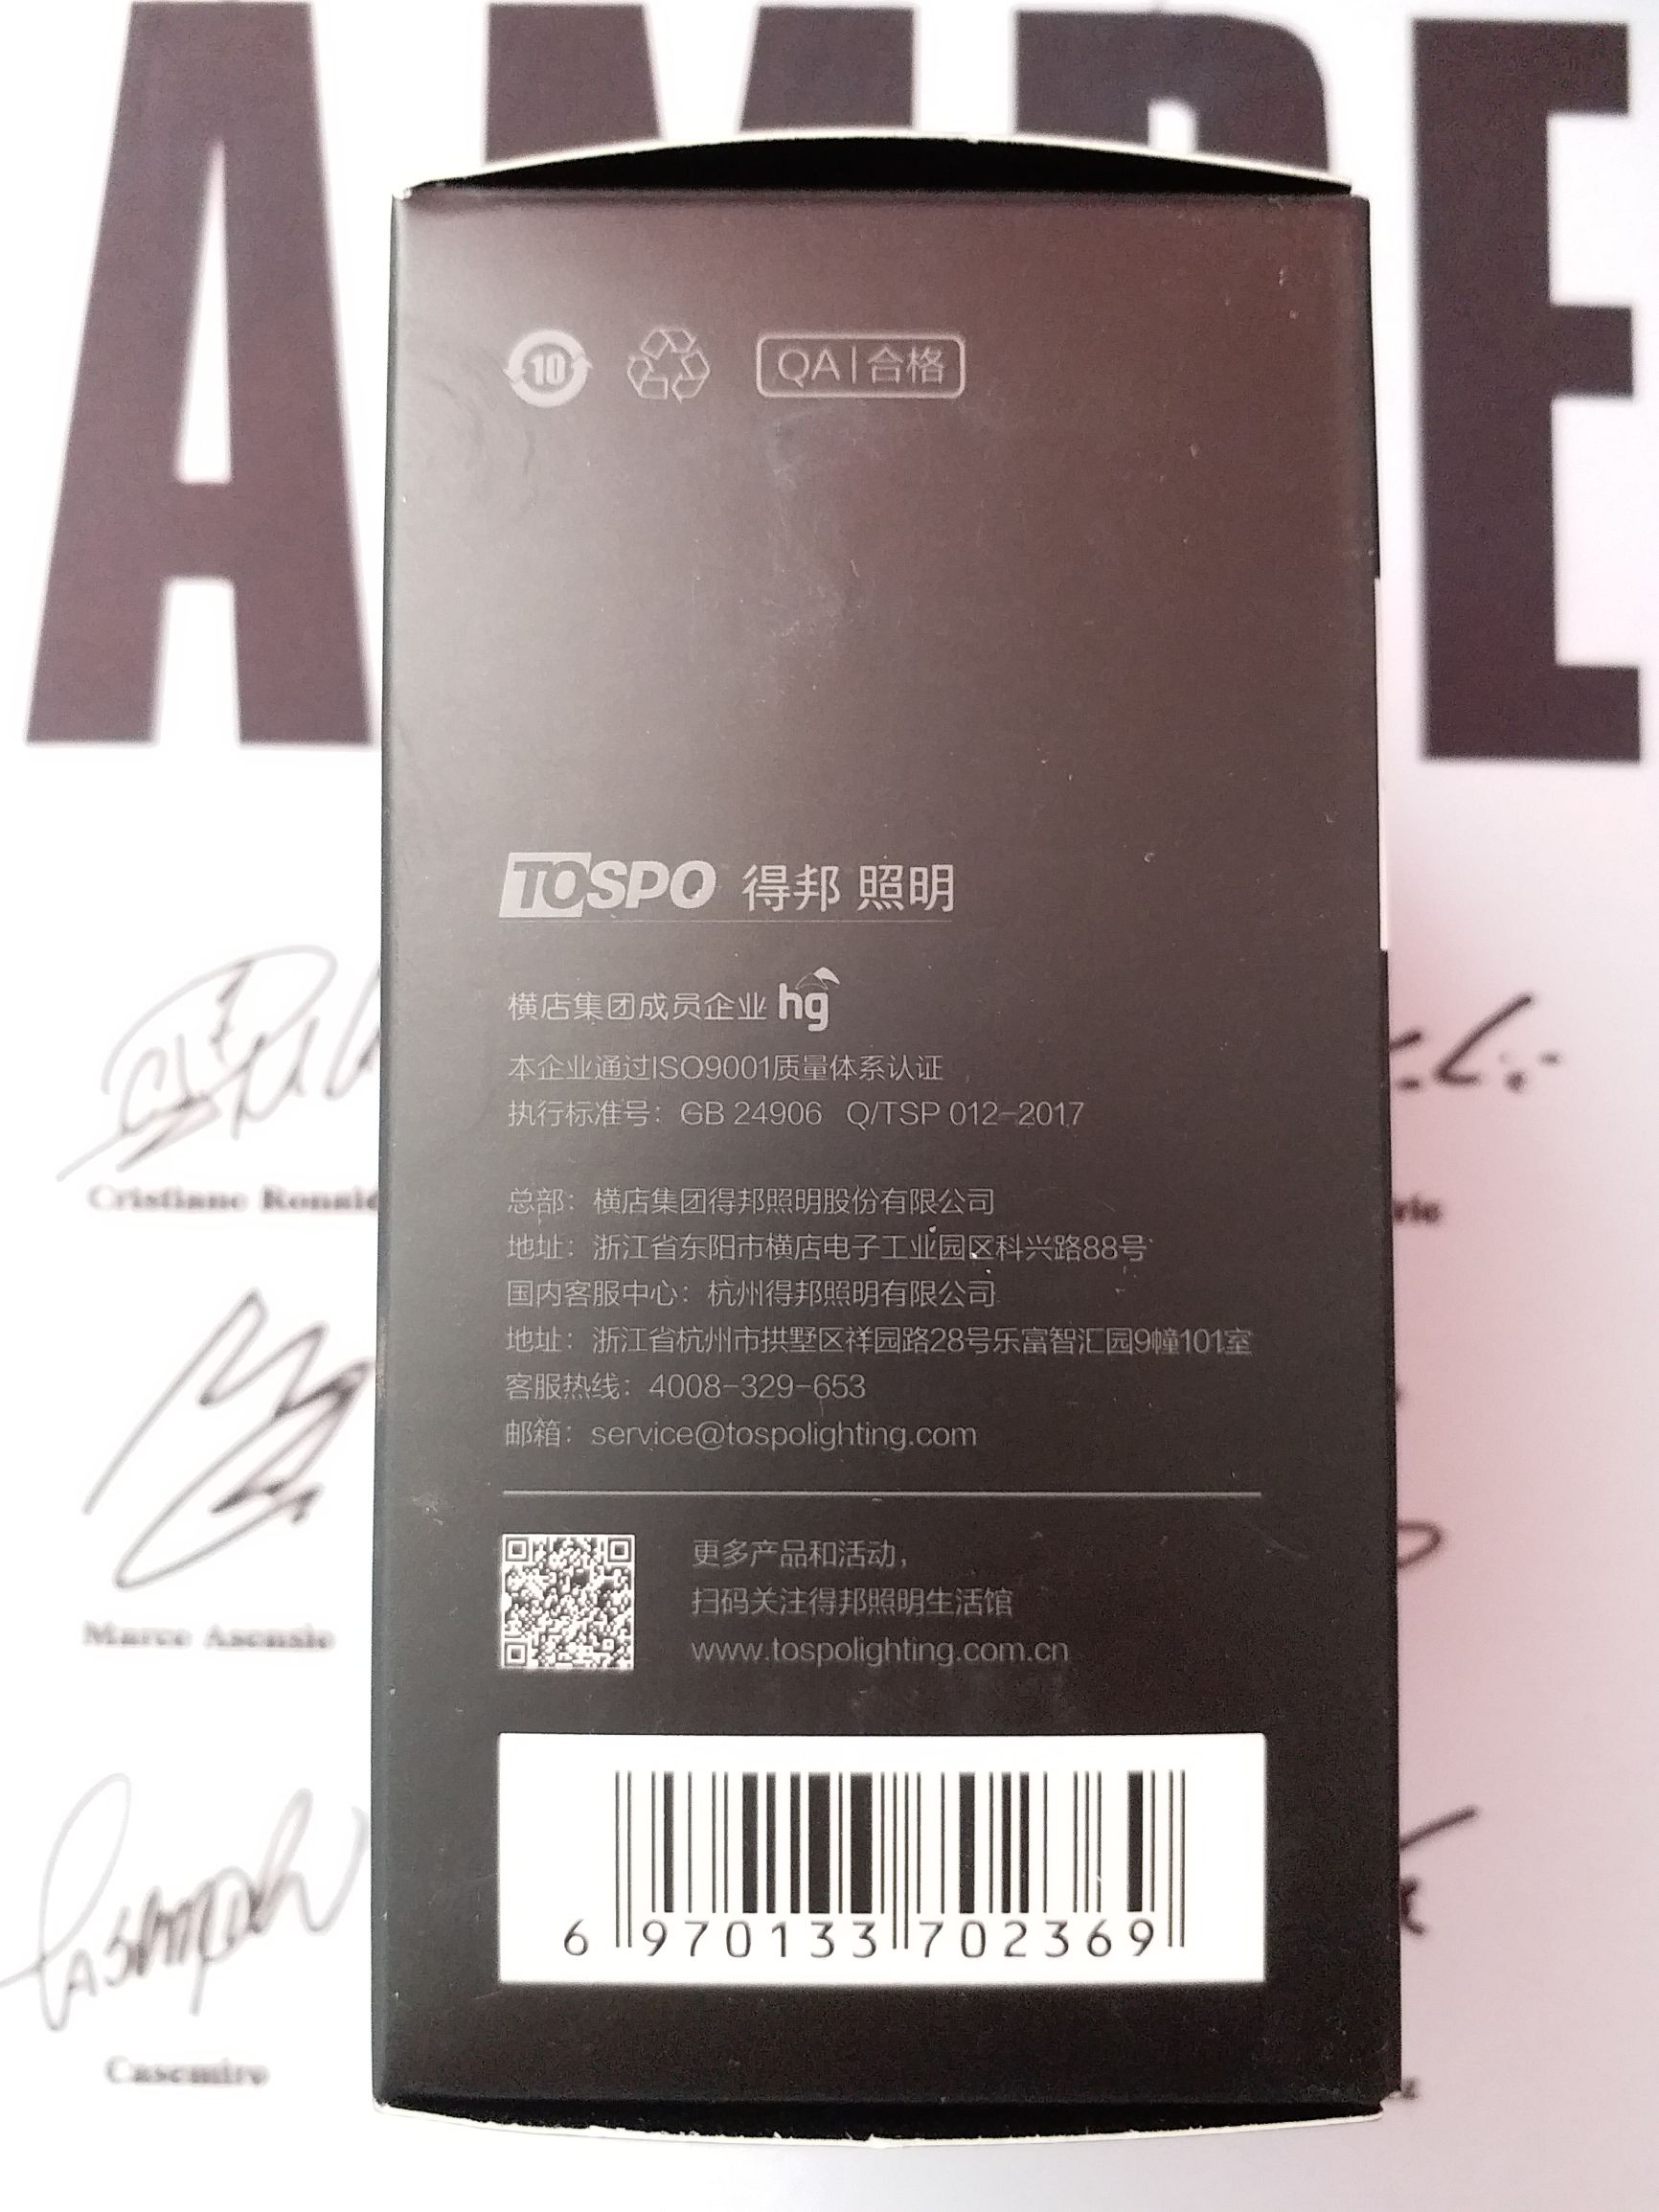 10
QA|合格
TOSPO 得邦 照明
横店集团成员企业 hg
本企业通过ISO9001质量体系认证
执行标准号：GB 24906 Q/TSP 012-2017
总部：横店集团得邦照明股份有限公司
地址：浙江省东阳市横店电子工业园区科兴路88号
国内客服中心：杭州得邦照明有限公司
地址：浙江省杭州市拱墅区祥园路28号乐富智汇园9幢101室
客服热线：4008-329-653
邮箱：service@tospolighting.com
更多产品和活动，
扫码关注得邦照明生活馆
www.tospolighting.com.cn
6 970133 702369
Cristiano
Marco Asensio
Casemiro